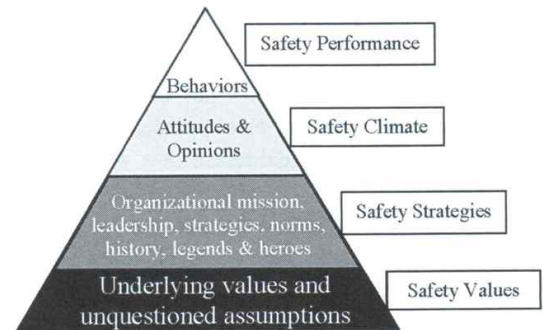 Safety Performance
Behaviors
Attitudes &
Opinions
Safety Climate
Organizational mission,
leadership, strategies, norms,
history, legends & heroes
Safety Strategies
Underlying values and
unquestioned assumptions
Safety Values